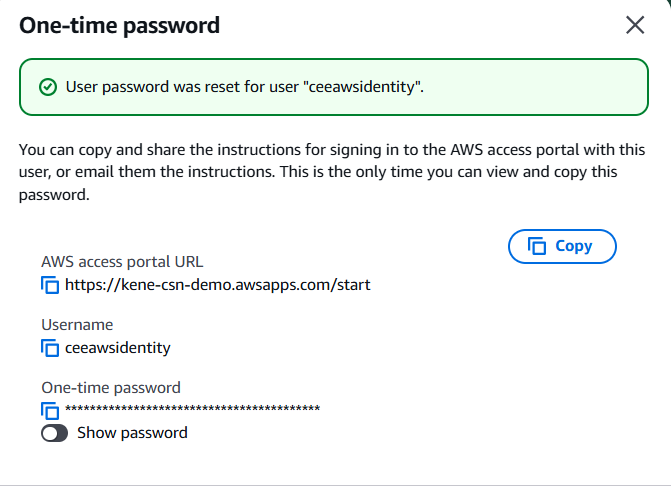 One-time password
User password was reset for user "ceeawsidentity".
You can copy and share the instructions for signing in to the AWS access portal with this
user, or email them the instructions. This is the only time you can view and copy this
password.
Copy
AWS access portal URL
https://kene-csn-demo.awsapps.com/start
Username
ceeawsidentity
One-time password
*****************************************
Show password